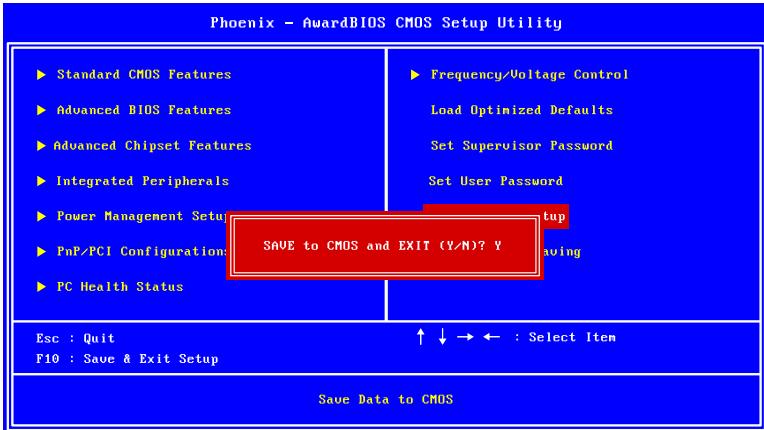 Phoenix - AwardBIOS CMOS Setup Utility
Standard CMOS Features
Advanced BIOS Features
Advanced Chipset Features
Integrated Peripherals
Power Management Setup
PnP/PCI Configurations
PC Health Status
Frequency/Voltage Control
Load Optimized Defaults
Set Supervisor Password
Set User Password
tup
aving
SAVE to CMOS and EXIT (Y/N)? Y
Esc : Quit
F10 : Save & Exit Setup
↑ ↓ → ← : Select Item
Save Data to CMOS